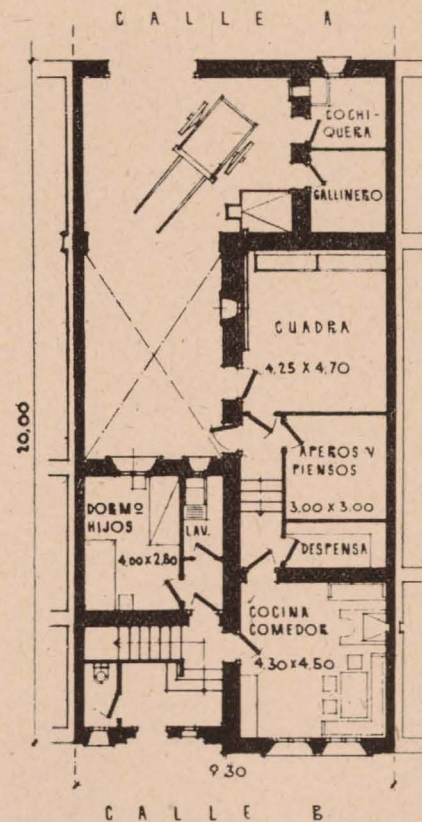 CALLE A
COCHI-
QUERA
GALLINERO
CUADRA
4,25 X 4,70
20,00
APEROS Y
PIENSOS
3,00 X 3,00
DORMº
HIJOS
4,00 X 2,80
LAV.
DESPENSA
COCINA
COMEDOR
4,30 X 4,50
9,30
CALLE B